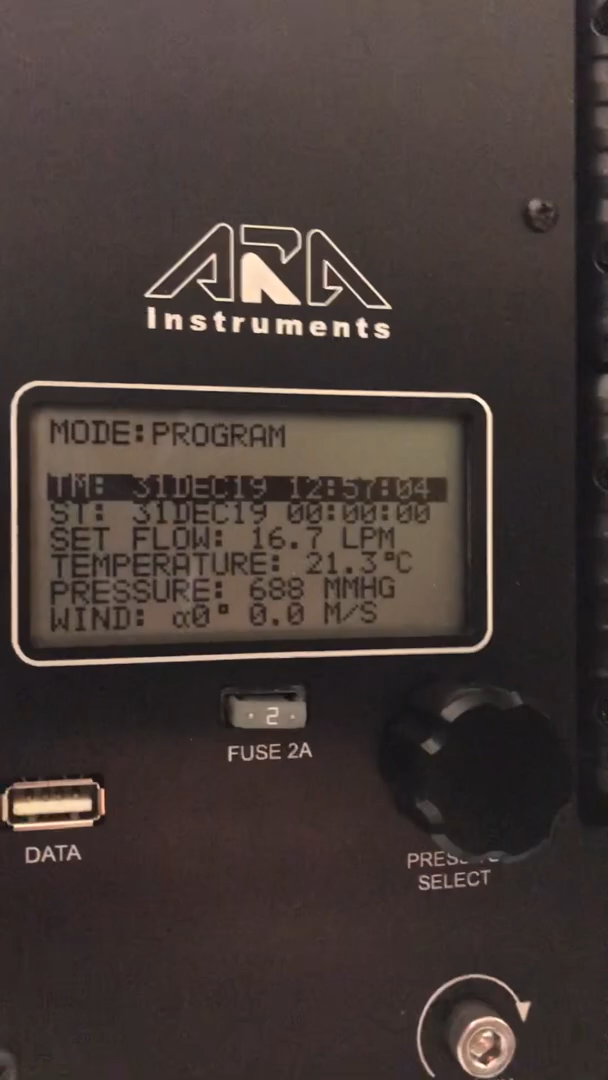 ARA
Instruments
MODE:PROGRAM
TM: 31DEC19 12:57:04
ST: 31DEC19 00:00:00
SET FLOW: 16.7 LPM
TEMPERATURE: 21.3°C
PRESSURE: 688 MMHG
WIND: α0° 0.0 M/S
2
FUSE 2A
DATA
SELECT